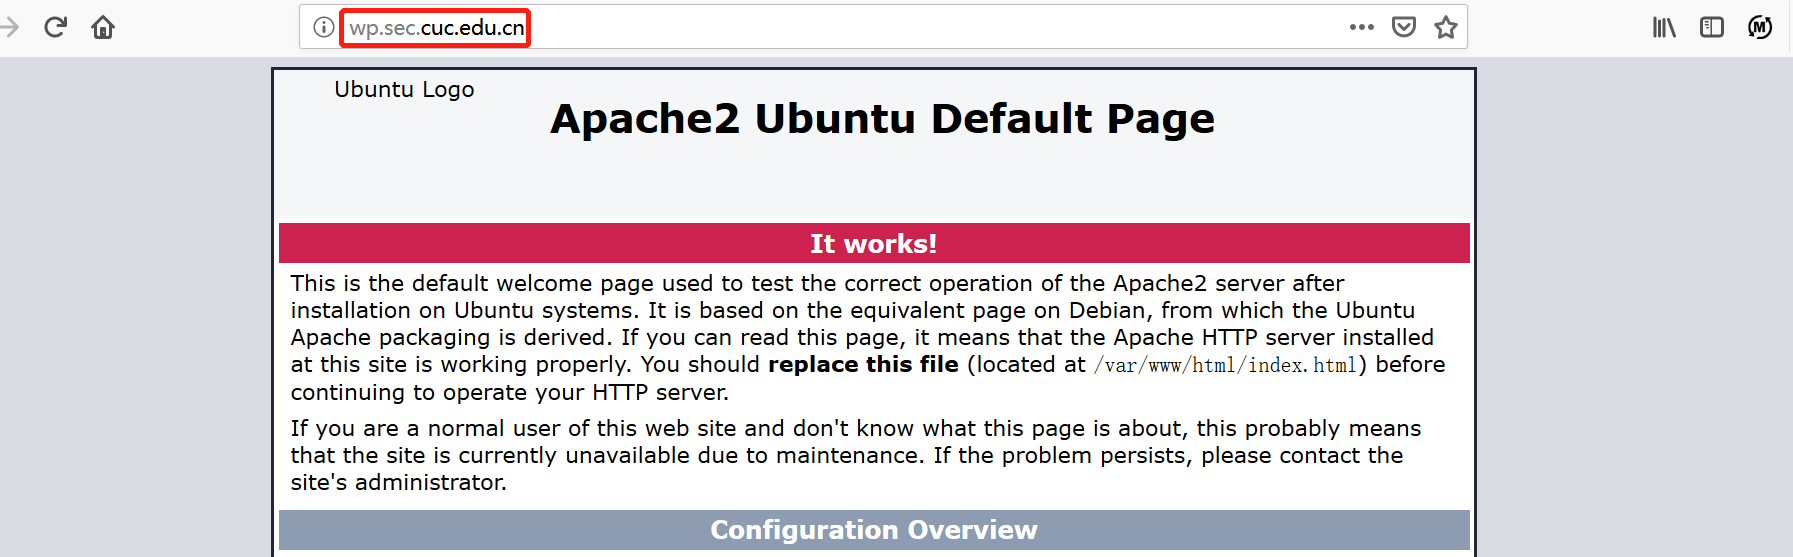 wp.sec.cuc.edu.cn
Ubuntu Logo
Apache2 Ubuntu Default Page
It works!
This is the default welcome page used to test the correct operation of the Apache2 server after
installation on Ubuntu systems. It is based on the equivalent page on Debian, from which the Ubuntu
Apache packaging is derived. If you can read this page, it means that the Apache HTTP server installed
at this site is working properly. You should replace this file (located at /var/www/html/index.html) before
continuing to operate your HTTP server.
If you are a normal user of this web site and don't know what this page is about, this probably means
that the site is currently unavailable due to maintenance. If the problem persists, please contact the
site's administrator.
Configuration Overview